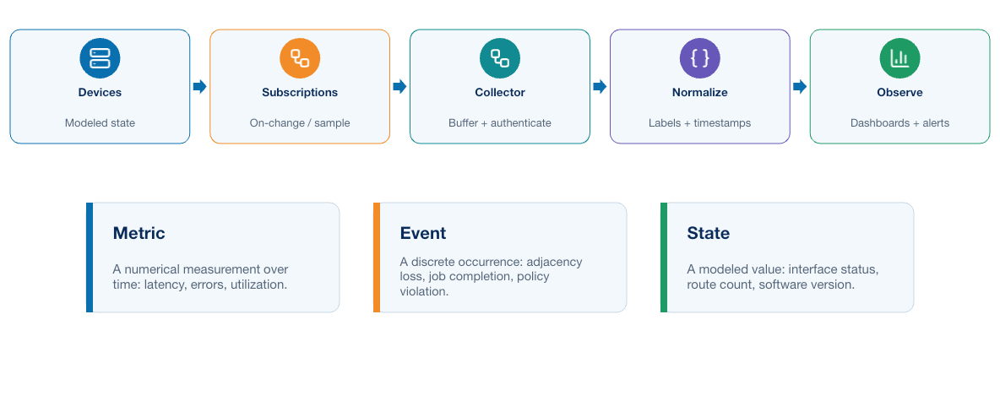 Devices
Modeled state
Subscriptions
On-change / sample
Collector
Buffer + authenticate
Normalize
Labels + timestamps
Observe
Dashboards + alerts
Metric
A numerical measurement over
time: latency, errors, utilization.
Event
A discrete occurrence: adjacency
loss, job completion, policy
violation.
State
A modeled value: interface status,
route count, software version.